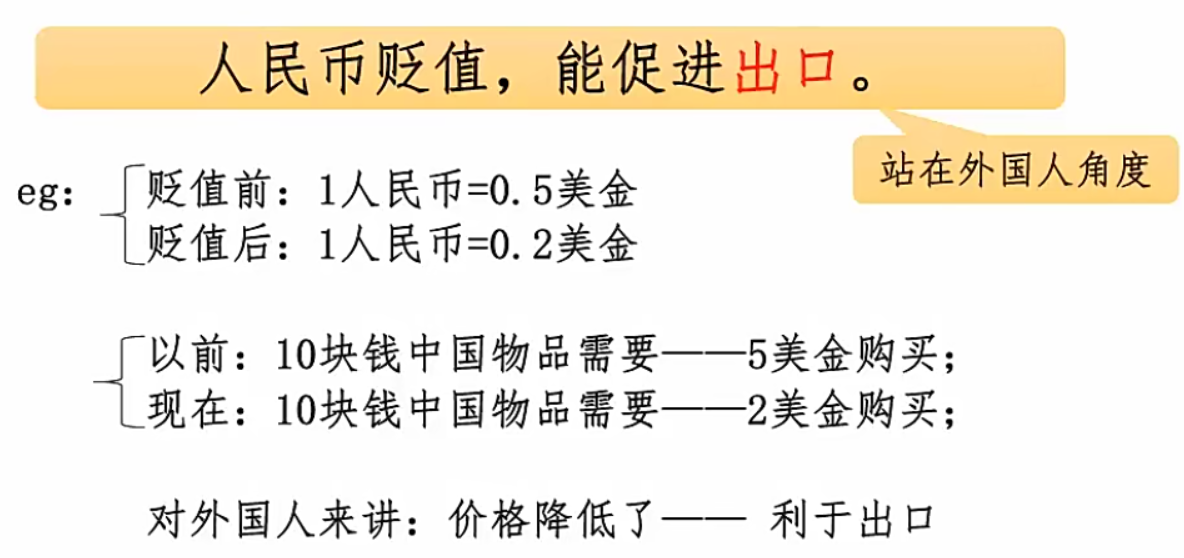 人民币贬值，能促进出口。
站在外国人角度
eg：
贬值前：1人民币=0.5美金
贬值后：1人民币=0.2美金
以前：10块钱中国物品需要——5美金购买；
现在：10块钱中国物品需要——2美金购买；
对外国人来讲：价格降低了—— 利于出口